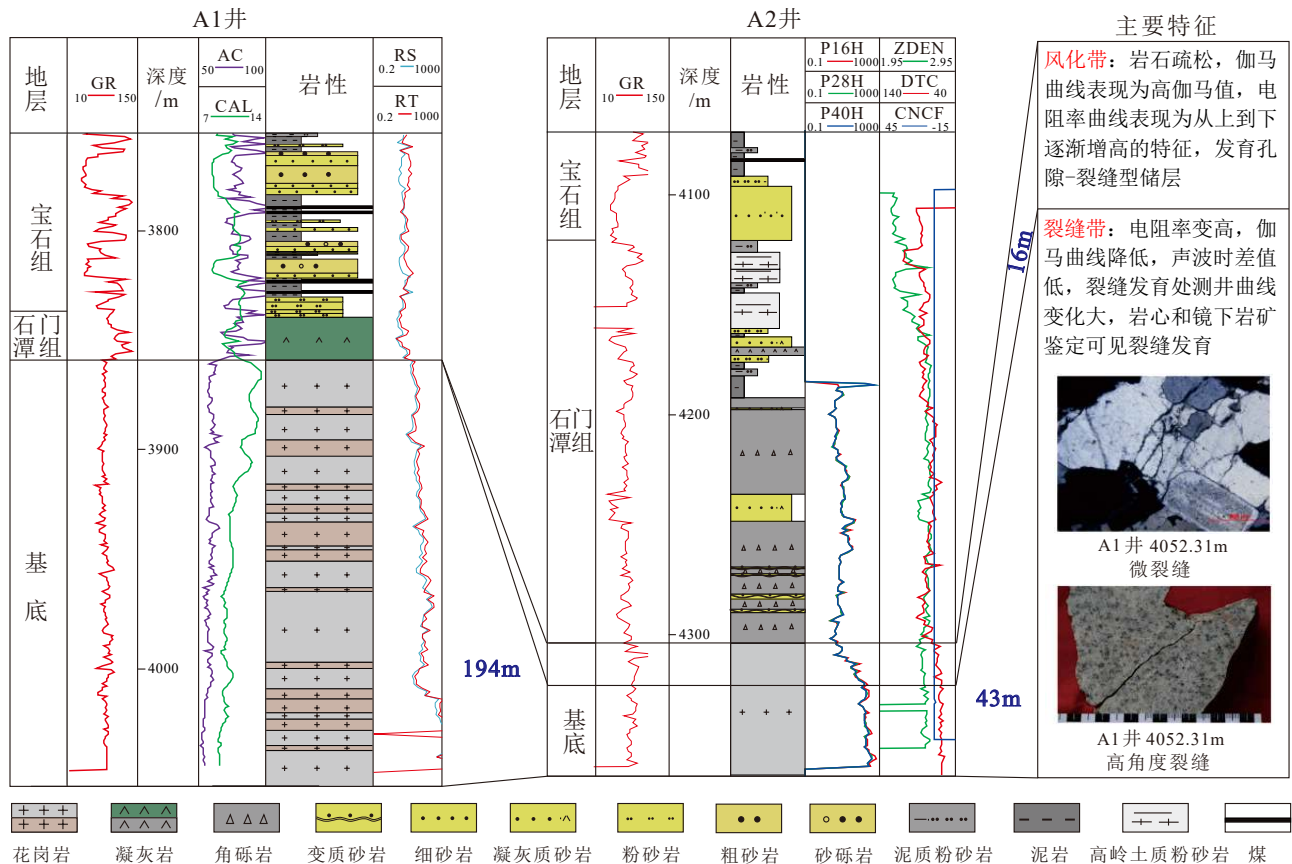 A1井
A2井
主要特征
地层
GR
10 150
深度/m
AC
50 100
CAL
7 14
岩性
RS
0.2 1000
RT
0.2 1000
地层
GR
10 150
深度/m
岩性
P16H
0.1 1000
P28H
0.1 1000
P40H
0.1 1000
ZDEN
1.95 2.95
DTC
140 40
CNCF
45 -15
宝石组
石门潭组
基底
3800
3900
4000
194m
宝石组
石门潭组
基底
4100
4200
4300
16m
43m
风化带：岩石疏松，伽马
曲线表现为高伽马值，电
阻率曲线表现为从上到下
逐渐增高的特征，发育孔
隙-裂缝型储层
裂缝带：电阻率变高，伽
马曲线降低，声波时差值
低，裂缝发育处测井曲线
变化大，岩心和镜下岩矿
鉴定可见裂缝发育
A1井 4052.31m
微裂缝
A1井 4052.31m
高角度裂缝
花岗岩
凝灰岩
角砾岩
变质砂岩
细砂岩
凝灰质砂岩
粉砂岩
粗砂岩
砂砾岩
泥质粉砂岩
泥岩
高岭土质粉砂岩
煤